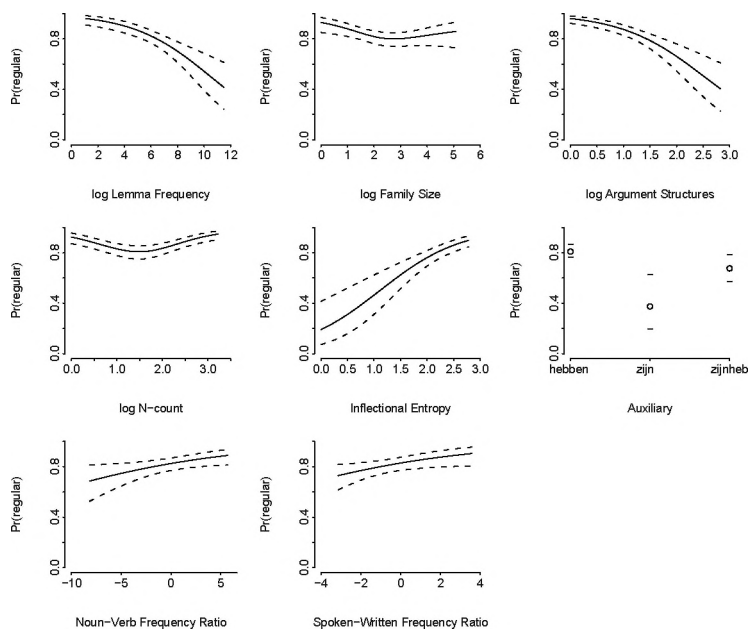 Pr(regular)
0.0 0.4 0.8
0 2 4 6 8 10 12
log Lemma Frequency
Pr(regular)
0.0 0.4 0.8
0 1 2 3 4 5 6
log Family Size
Pr(regular)
0.0 0.4 0.8
0.0 0.5 1.0 1.5 2.0 2.5 3.0
log Argument Structures
Pr(regular)
0.0 0.4 0.8
0.0 1.0 2.0 3.0
log N−count
Pr(regular)
0.0 0.4 0.8
0.0 0.5 1.0 1.5 2.0 2.5 3.0
Inflectional Entropy
Pr(regular)
0.0 0.4 0.8
hebben zijn zijnheb
Auxiliary
Pr(regular)
0.0 0.4 0.8
−10 −5 0 5
Noun−Verb Frequency Ratio
Pr(regular)
0.0 0.4 0.8
−4 −2 0 2 4
Spoken−Written Frequency Ratio